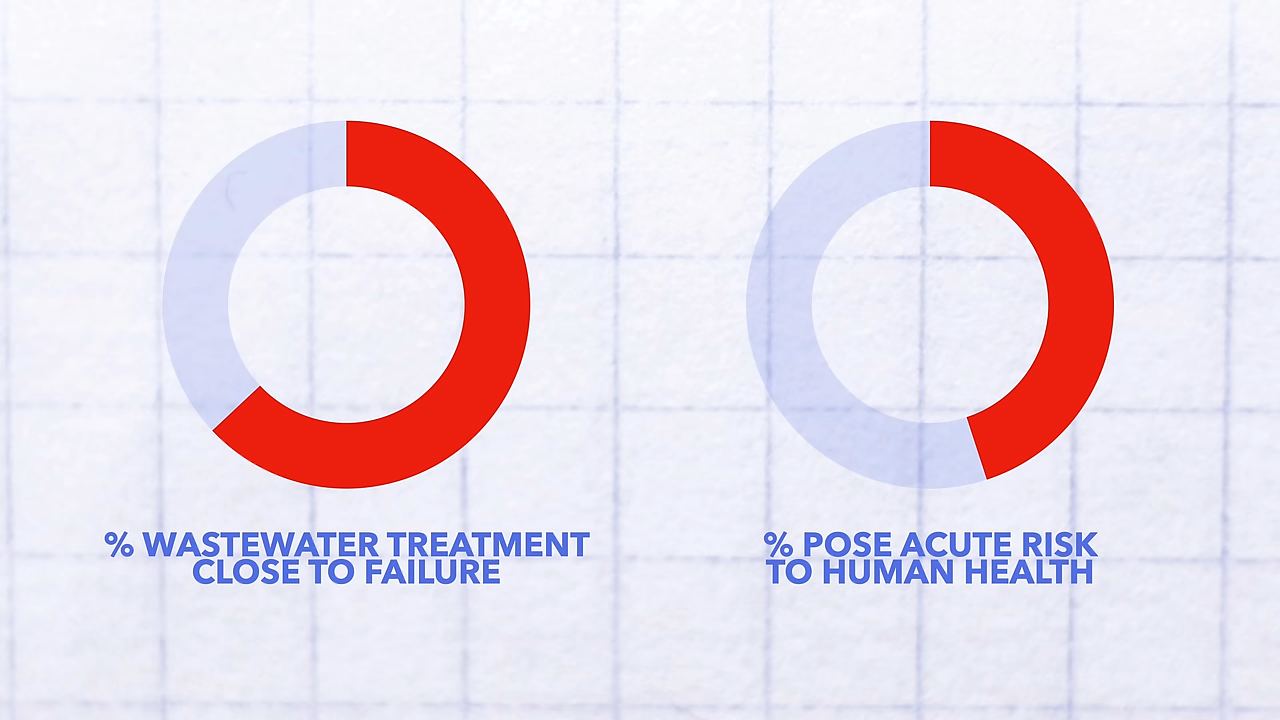 % WASTEWATER TREATMENT
CLOSE TO FAILURE
% POSE ACUTE RISK
TO HUMAN HEALTH